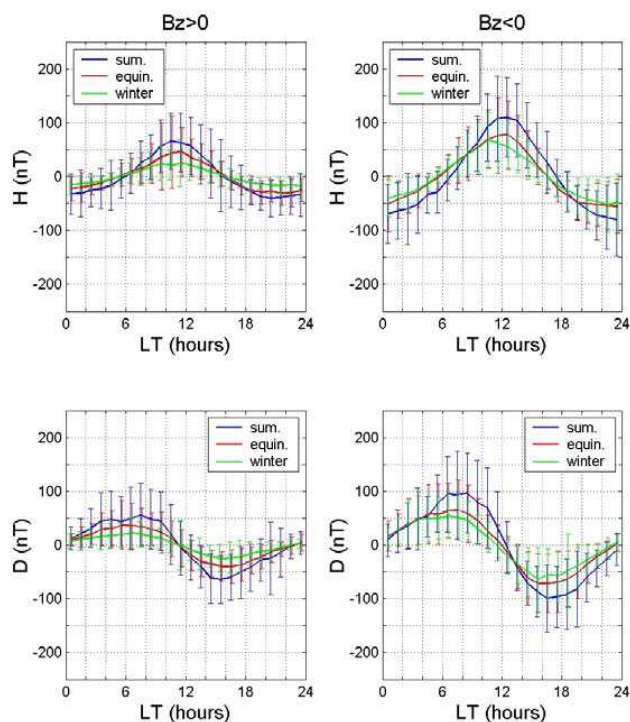 Bz>0
Bz<0
200
100
0
-100
-200
H (nT)
sum.
equin.
winter
0 6 12 18 24
LT (hours)
200
100
0
-100
-200
H (nT)
sum.
equin.
winter
0 6 12 18 24
LT (hours)
200
100
0
-100
-200
D (nT)
sum.
equin.
winter
0 6 12 18 24
LT (hours)
200
100
0
-100
-200
D (nT)
sum.
equin.
winter
0 6 12 18 24
LT (hours)